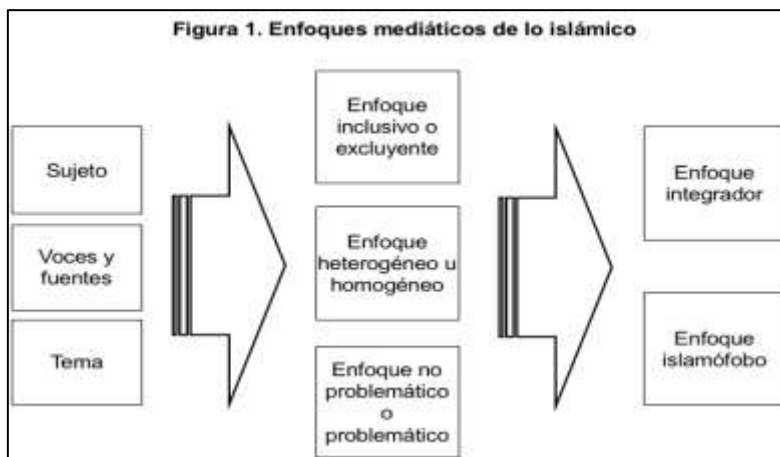 Figura 1. Enfoques mediáticos de lo islámico
Sujeto
Voces y
fuentes
Tema
Enfoque
inclusivo o
excluyente
Enfoque
heterogéneo u
homogéneo
Enfoque no
problemático
o
problemático
Enfoque
integrador
Enfoque
islamófobo